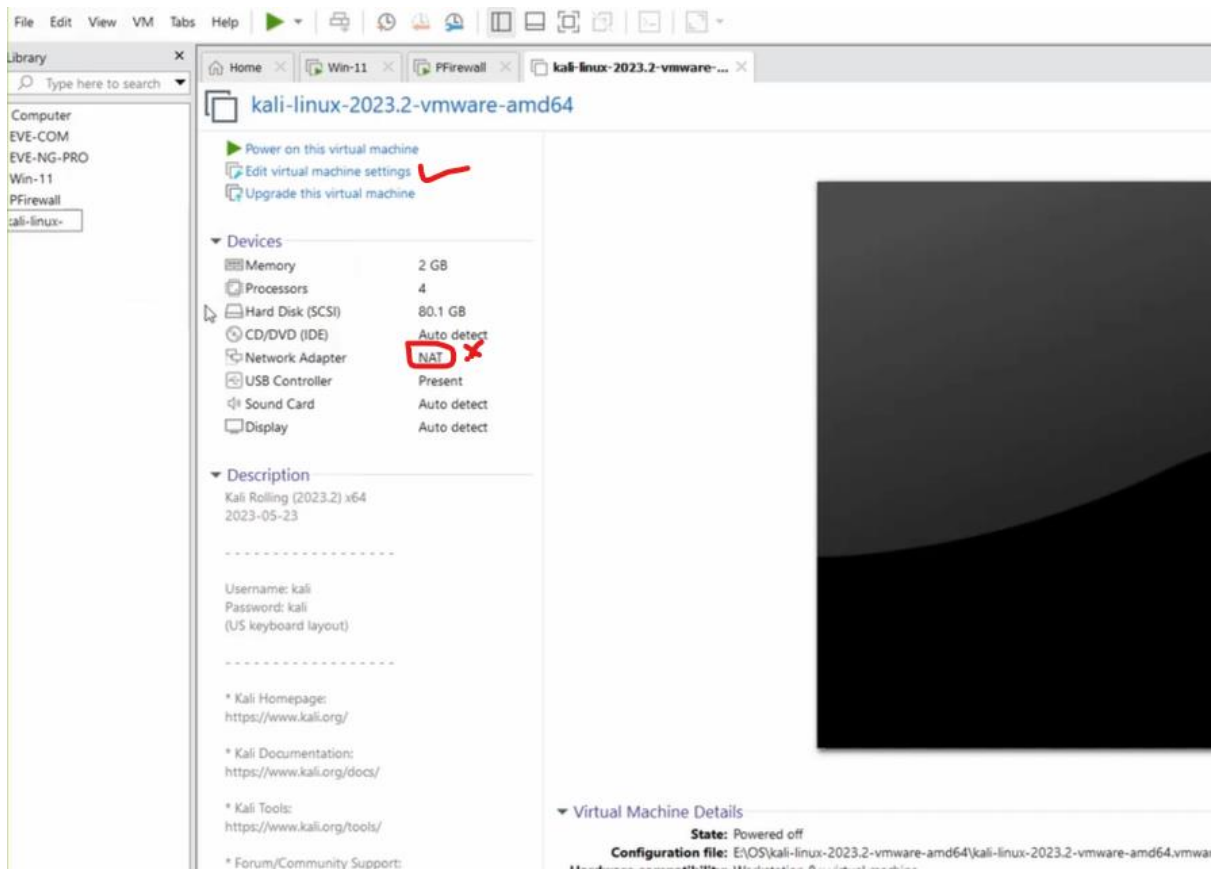 File Edit View VM Tabs Help
Library
Type here to search
Computer
EVE-COM
EVE-NG-PRO
Win-11
PFirewall
kali-linux-
Home
Win-11
PFirewall
kali-linux-2023.2-vmware-...
kali-linux-2023.2-vmware-amd64
Power on this virtual machine
Edit virtual machine settings
Upgrade this virtual machine
Devices
Memory 2 GB
Processors 4
Hard Disk (SCSI) 80.1 GB
CD/DVD (IDE) Auto detect
Network Adapter NAT
USB Controller Present
Sound Card Auto detect
Display Auto detect
Description
Kali Rolling (2023.2) x64
2023-05-23
- - - - - - - - - - - - - - - - - -
Username: kali
Password: kali
(US keyboard layout)
- - - - - - - - - - - - - - - - - -
* Kali Homepage:
https://www.kali.org/
* Kali Documentation:
https://www.kali.org/docs/
* Kali Tools:
https://www.kali.org/tools/
* Forum/Community Support:
Virtual Machine Details
State: Powered off
Configuration file: E:\OS\kali-linux-2023.2-vmware-amd64\kali-linux-2023.2-vmware-amd64.vmwar
Hardware compatibility: Workstation 8.x virtual machine